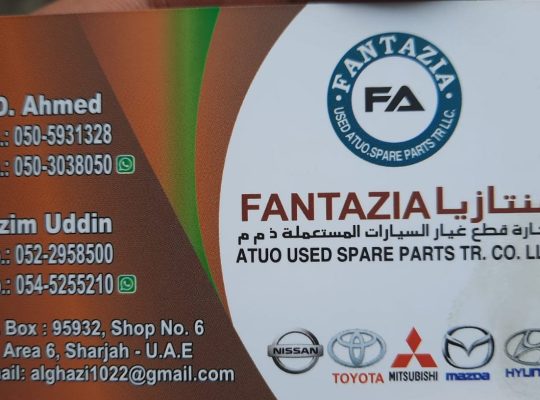 D. Ahmed
.: 050-5931328
.: 050-3038050
zim Uddin
.: 052-2958500
.: 054-5255210
Box : 95932, Shop No. 6
Area 6, Sharjah - U.A.E
mail: alghazi1022@gmail.com
FANTAZIA
FA
USED ATUO.SPARE PARTS TR LLC.
FANTAZIA نتازيا
جارة قطع غيار السيارات المستعملة ذ م م
ATUO USED SPARE PARTS TR. CO. LL
NISSAN
TOYOTA
MITSUBISHI
mazda
HYUN